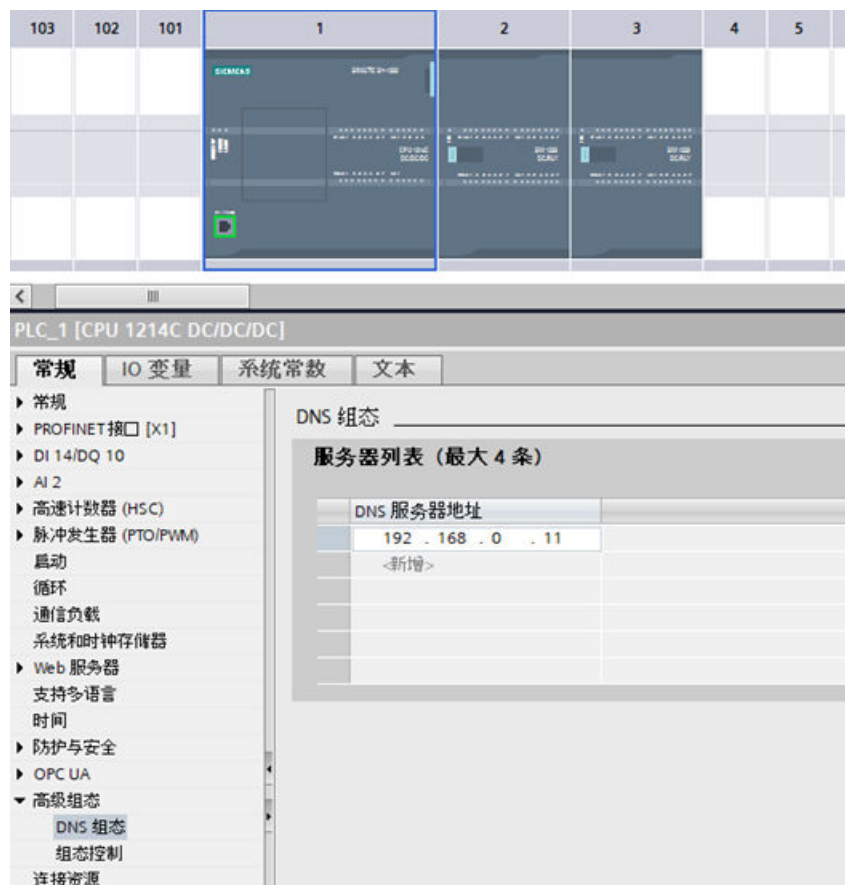 103 102 101 1 2 3 4 5
SIEMENS
PLC_1 [CPU 1214C DC/DC/DC]
常规 IO 变量 系统常数 文本
常规
PROFINET接口 [X1]
DI 14/DQ 10
AI 2
高速计数器 (HSC)
脉冲发生器 (PTO/PWM)
启动
循环
通信负载
系统和时钟存储器
Web 服务器
支持多语言
时间
防护与安全
OPC UA
高级组态
DNS 组态
组态控制
连接资源
DNS 组态
服务器列表（最大 4 条）
DNS 服务器地址
192 . 168 . 0 . 11
<新增>